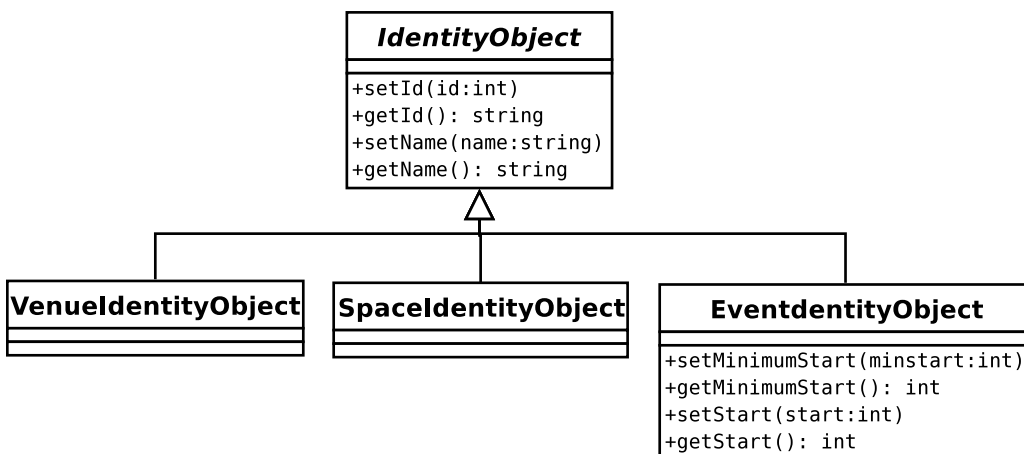 IdentityObject
+setId(id:int)
+getId(): string
+setName(name:string)
+getName(): string
VenueIdentityObject
SpaceIdentityObject
EventdentityObject
+setMinimumStart(minstart:int)
+getMinimumStart(): int
+setStart(start:int)
+getStart(): int